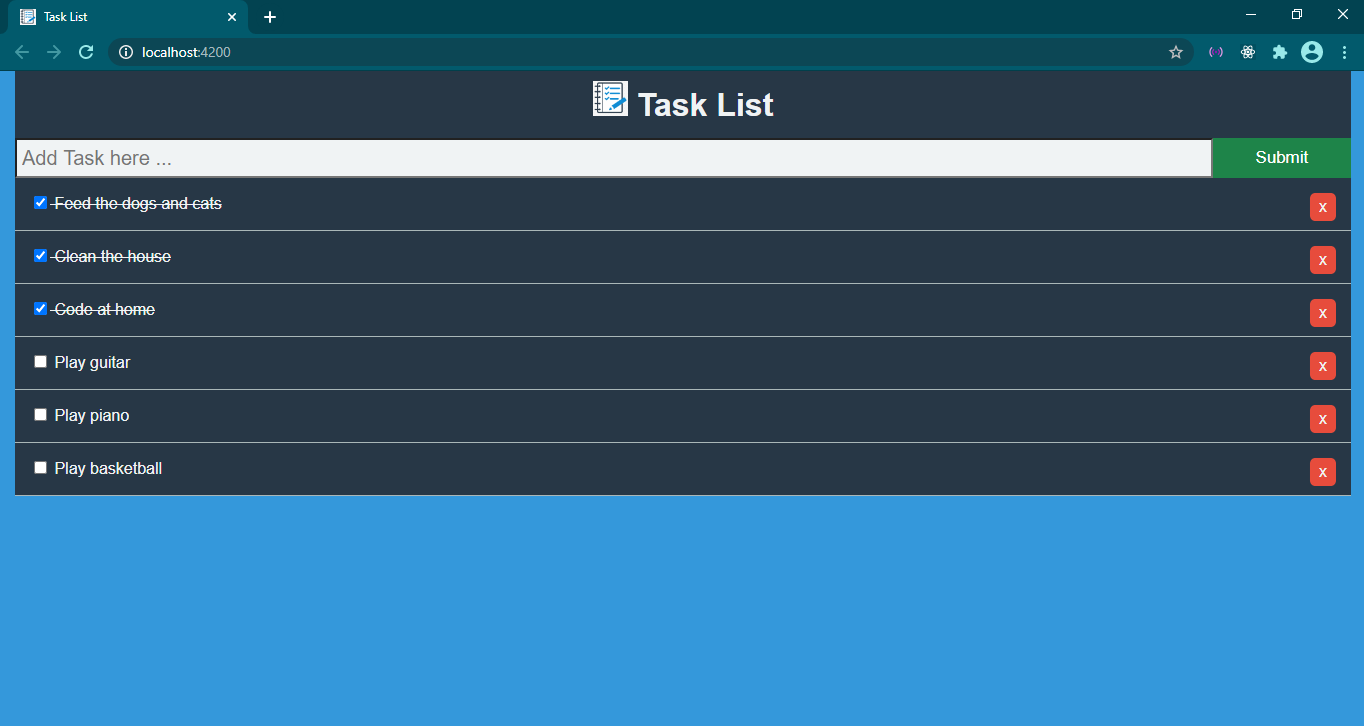 Task List
localhost:4200
Task List
Add Task here ...
Submit
Feed the dogs and cats
x
Clean the house
x
Code at home
x
Play guitar
x
Play piano
x
Play basketball
x